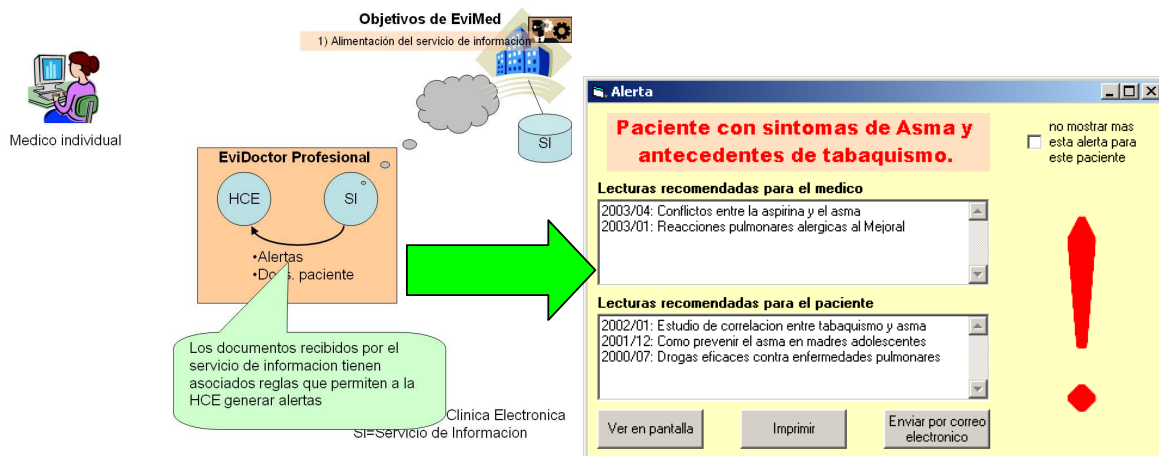 Objetivos de EviMed
1) Alimentación del servicio de información
Medico individual
SI
EviDoctor Profesional
HCE
SI
•Alertas
•Docs. paciente
Los documentos recibidos por el
servicio de informacion tienen
asociados reglas que permiten a la
HCE generar alertas
Clinica Electronica
SI=Servicio de Informacion
Alerta
Paciente con sintomas de Asma y
antecedentes de tabaquismo.
no mostrar mas
esta alerta para
este paciente
Lecturas recomendadas para el medico
2003/04: Conflictos entre la aspirina y el asma
2003/01: Reacciones pulmonares alergicas al Mejoral
Lecturas recomendadas para el paciente
2002/01: Estudio de correlacion entre tabaquismo y asma
2001/12: Como prevenir el asma en madres adolescentes
2000/07: Drogas eficaces contra enfermedades pulmonares
Ver en pantalla
Imprimir
Enviar por correo
electronico